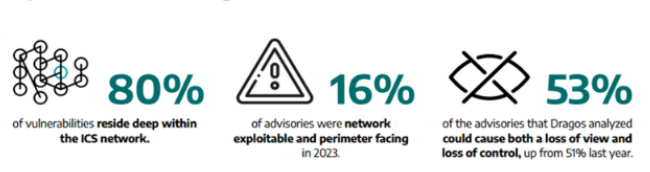 80%
of vulnerabilities reside deep within
the ICS network.
16%
of advisories were network
exploitable and perimeter facing
in 2023.
53%
of the advisories that Dragos analyzed
could cause both a loss of view and
loss of control, up from 51% last year.